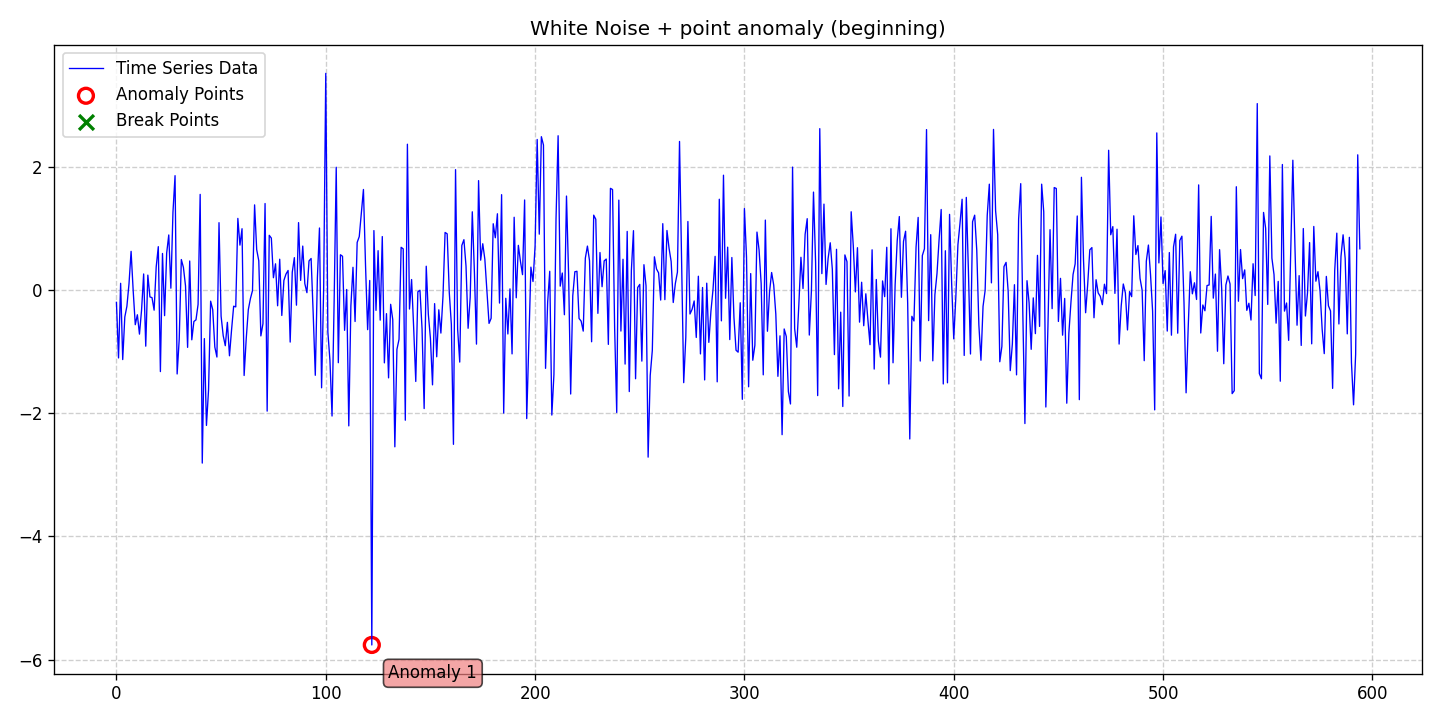 White Noise + point anomaly (beginning)
Time Series Data
Anomaly Points
Break Points
2
0
−2
−4
−6
Anomaly 1
0 100 200 300 400 500 600